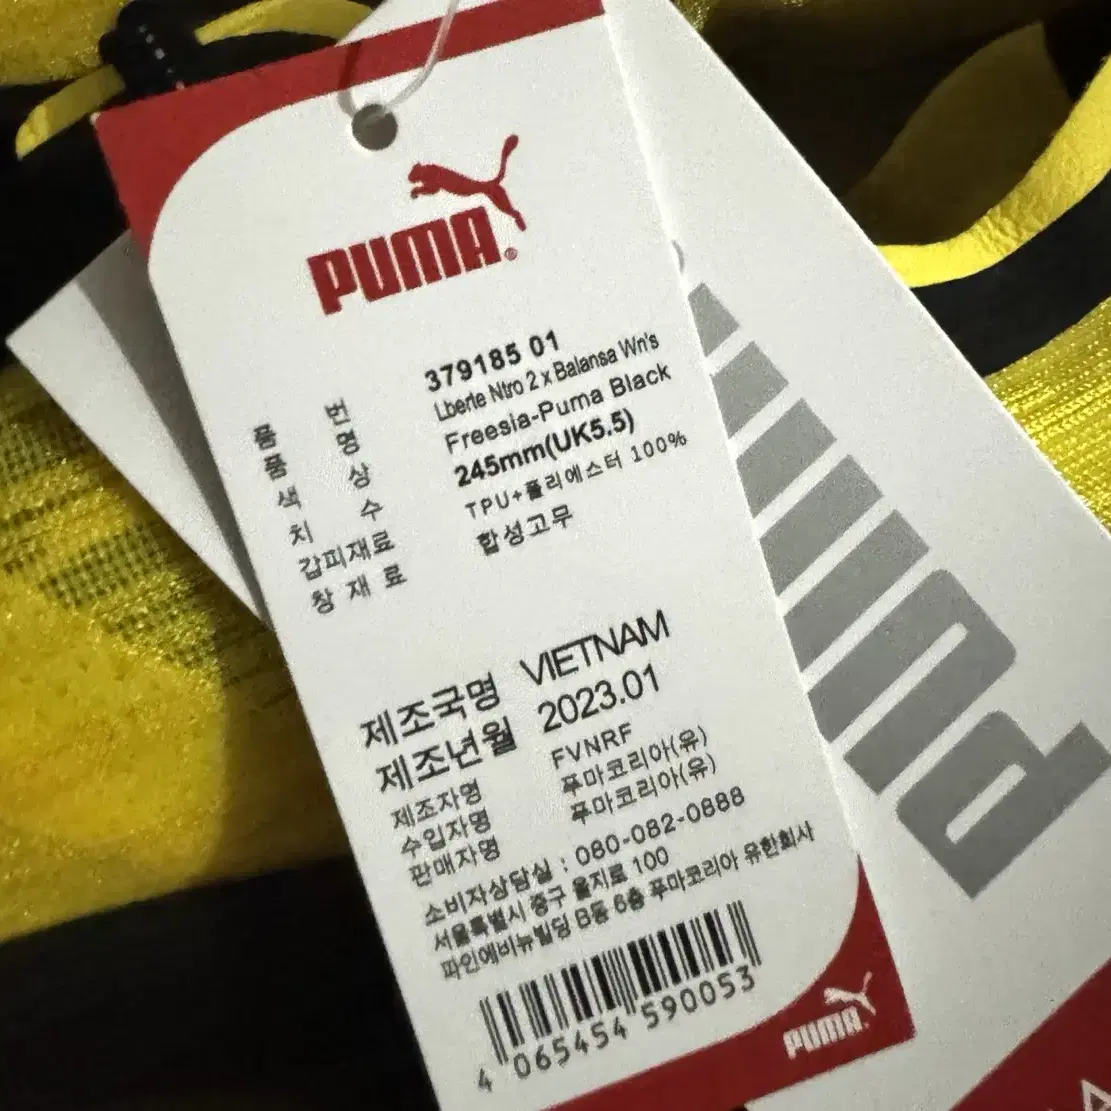 PUMA®
품 번 379185 01
품 명 Lberte Ntro 2 x Balansa Wn's
색 상 Freesia-Puma Black
치 수 245mm(UK5.5)
갑피재료 TPU+폴리에스터 100%
창 재 료 합성고무
제조국명 VIETNAM
제조년월 2023.01
제조자명 FVNRF
수입자명 푸마코리아(유)
판매자명 푸마코리아(유)
소비자상담실 : 080-082-0888
서울특별시 중구 을지로 100
파인애비뉴빌딩 B동 6층 푸마코리아 유한회사
4 065454 590053
PUMA
PUMA